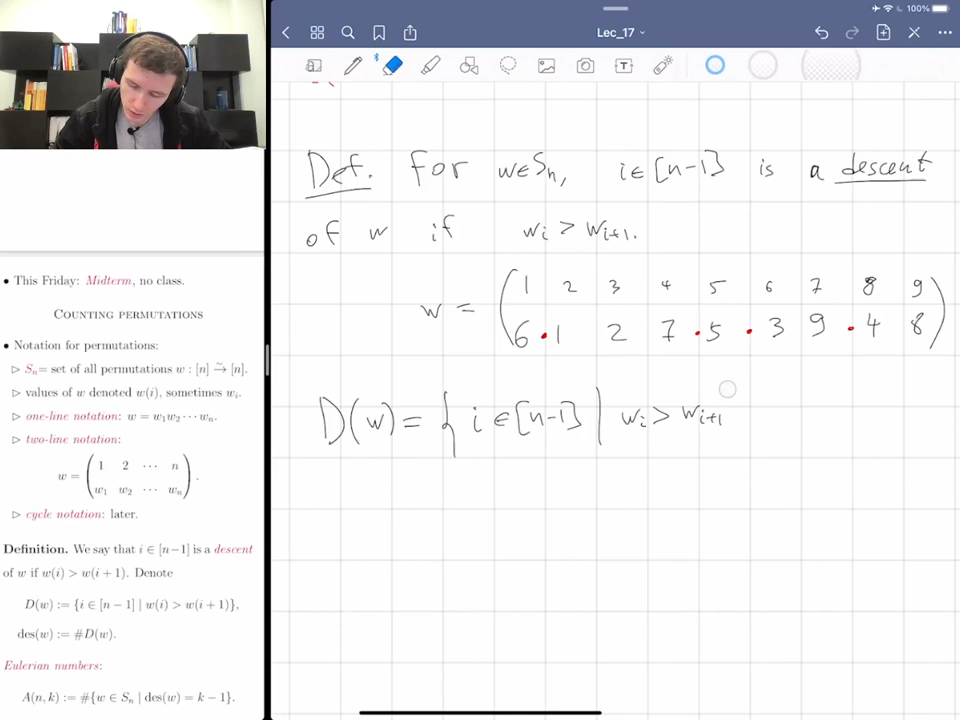 100%
Lec_17
Def. For w∈Sₙ, i∈[n-1] is a descent
of w if wᵢ > wᵢ₊₁.
w = ( 1 2 3 4 5 6 7 8 9
6 · 1 2 7 · 5 · 3 9 · 4 8 )
D(w) = { i ∈ [n-1] | wᵢ > wᵢ₊₁
• This Friday: Midterm, no class.
COUNTING PERMUTATIONS
• Notation for permutations:
▷ Sₙ= set of all permutations w : [n] →~ [n].
▷ values of w denoted w(i), sometimes wᵢ.
▷ one-line notation: w = w₁w₂ ··· wₙ.
▷ two-line notation:
w = ( 1 2 ··· n
w₁ w₂ ··· wₙ ).
▷ cycle notation: later.
Definition. We say that i ∈ [n−1] is a descent
of w if w(i) > w(i + 1). Denote
D(w) := {i ∈ [n − 1] | w(i) > w(i + 1)},
des(w) := #D(w).
Eulerian numbers:
A(n, k) := #{w ∈ Sₙ | des(w) = k − 1}.